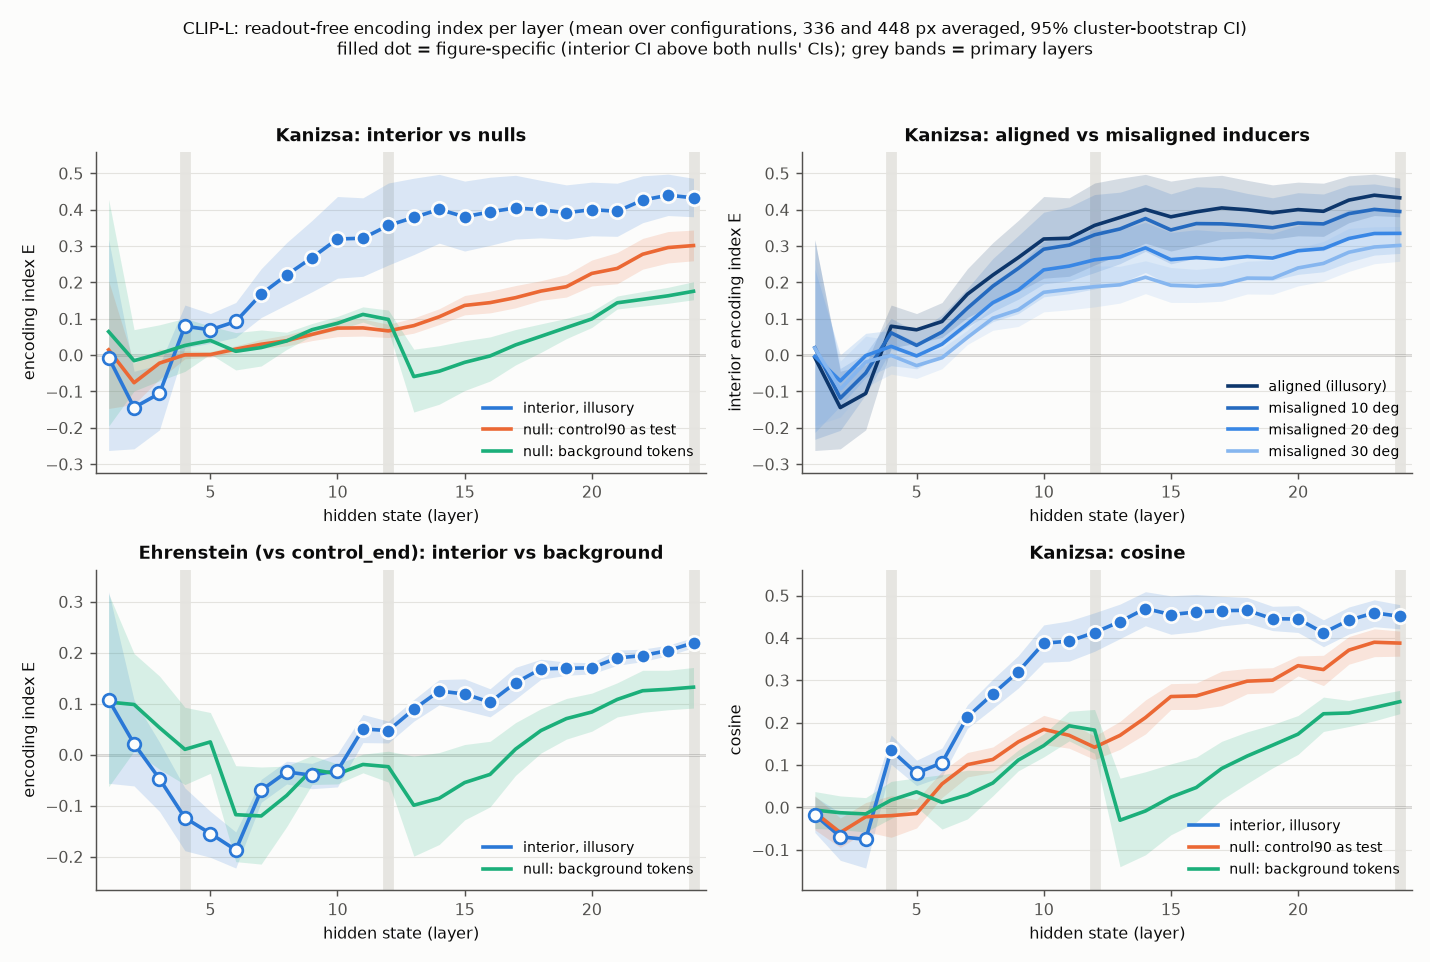 CLIP-L: readout-free encoding index per layer (mean over configurations, 336 and 448 px averaged, 95% cluster-bootstrap CI)
filled dot = figure-specific (interior CI above both nulls' CIs); grey bands = primary layers
Kanizsa: interior vs nulls
encoding index E
0.5
0.4
0.3
0.2
0.1
0.0
−0.1
−0.2
−0.3
interior, illusory
null: control90 as test
null: background tokens
5
10
15
20
hidden state (layer)
Kanizsa: aligned vs misaligned inducers
interior encoding index E
0.5
0.4
0.3
0.2
0.1
0.0
−0.1
−0.2
−0.3
aligned (illusory)
misaligned 10 deg
misaligned 20 deg
misaligned 30 deg
5
10
15
20
hidden state (layer)
Ehrenstein (vs control_end): interior vs background
encoding index E
0.3
0.2
0.1
0.0
−0.1
−0.2
interior, illusory
null: background tokens
5
10
15
20
hidden state (layer)
Kanizsa: cosine
cosine
0.5
0.4
0.3
0.2
0.1
0.0
−0.1
interior, illusory
null: control90 as test
null: background tokens
5
10
15
20
hidden state (layer)